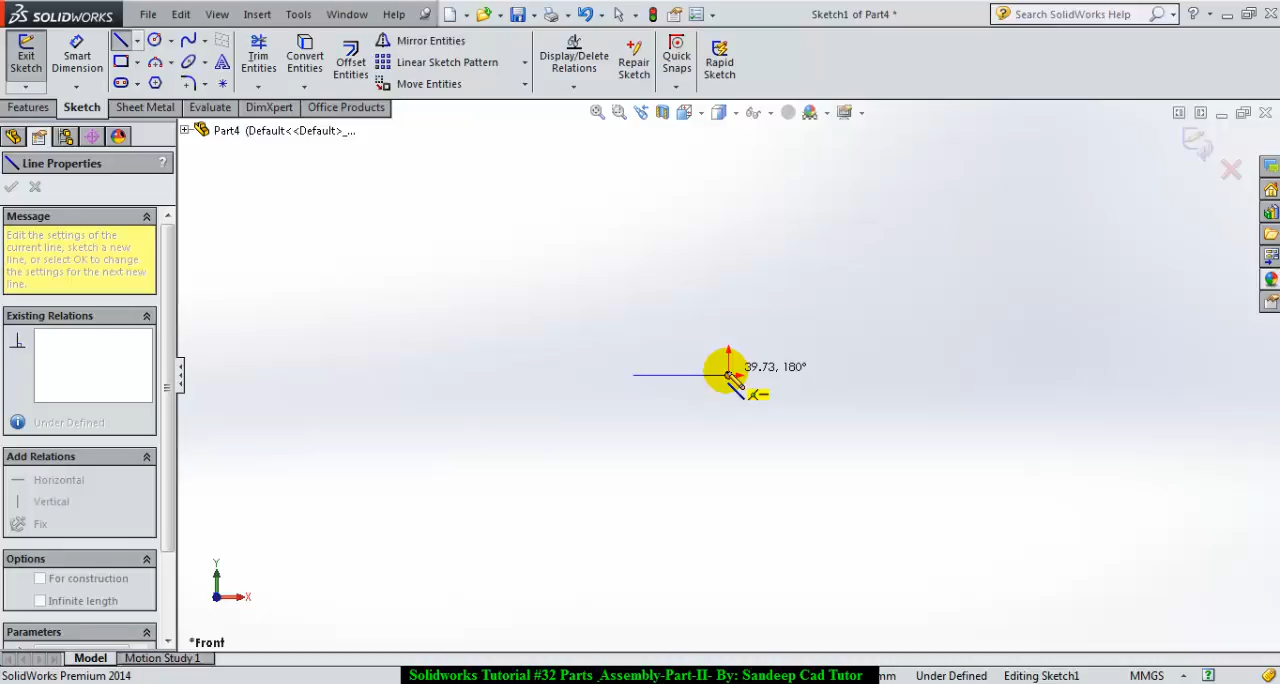 SOLIDWORKS File Edit View Insert Tools Window Help Sketch1 of Part4 Search SolidWorks Help
Exit Sketch
Smart Dimension
Trim Entities
Convert Entities
Offset Entities
Mirror Entities
Linear Sketch Pattern
Move Entities
Display/Delete Relations
Repair Sketch
Quick Snaps
Rapid Sketch
Features Sketch Sheet Metal Evaluate DimXpert Office Products
Part4 (Default<<Default>_...
Line Properties ?
Message
Edit the settings of the
current line, sketch a new
line, or select OK to change
the settings for the next new
line.
Existing Relations
Under Defined
Add Relations
Horizontal
Vertical
Fix
Options
For construction
Infinite length
Parameters
39.73, 180°
Y
X
*Front
Model Motion Study 1
SolidWorks Premium 2014 Solidworks Tutorial #32 Parts Assembly-Part-II- By: Sandeep Cad Tutor mm Under Defined Editing Sketch1 MMGS